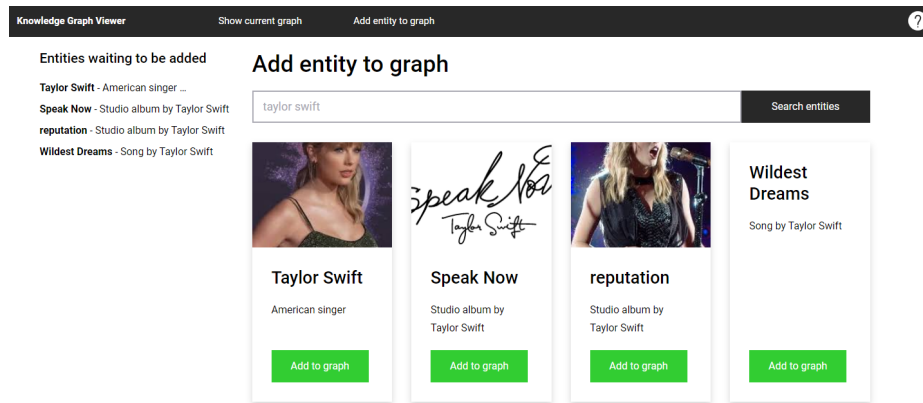 Knowledge Graph Viewer
Show current graph
Add entity to graph
?
Entities waiting to be added
Taylor Swift - American singer ...
Speak Now - Studio album by Taylor Swift
reputation - Studio album by Taylor Swift
Wildest Dreams - Song by Taylor Swift
Add entity to graph
taylor swift
Search entities
Speak Now
Taylor Swift
Taylor Swift
American singer
Add to graph
Speak Now
Studio album by
Taylor Swift
Add to graph
reputation
Studio album by
Taylor Swift
Add to graph
Wildest
Dreams
Song by Taylor Swift
Add to graph